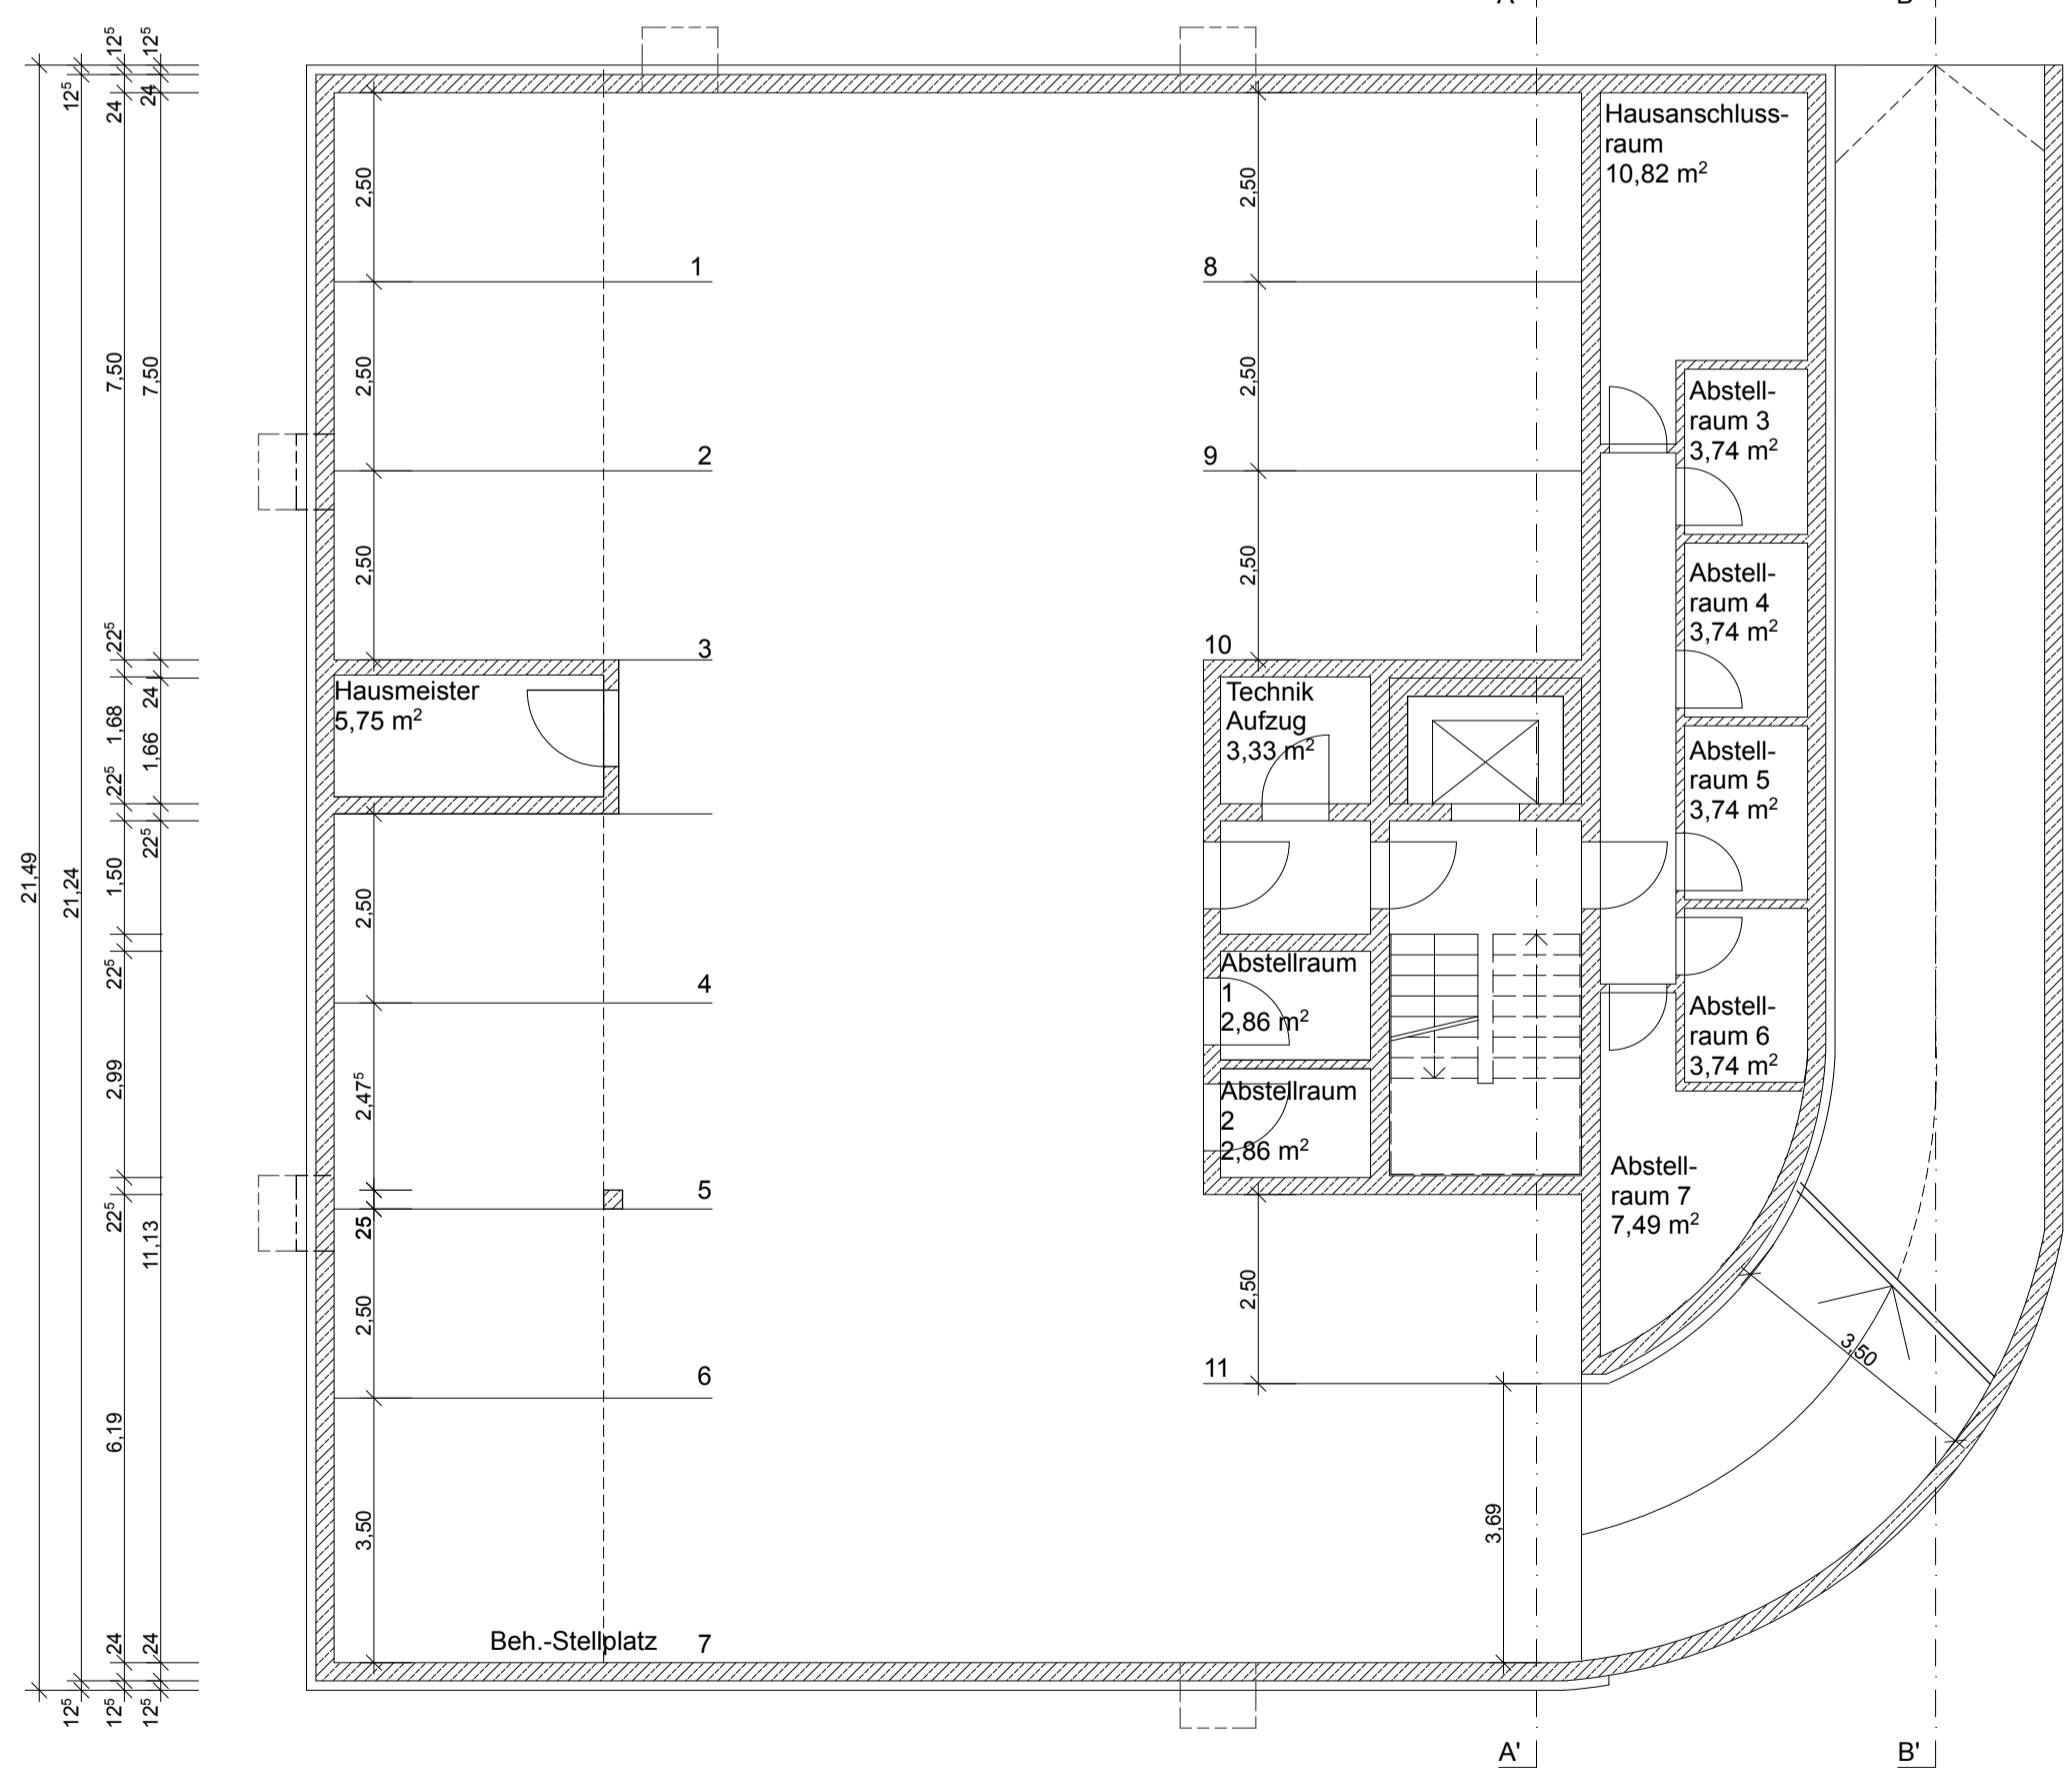 A
B
12⁵
12⁵
12⁵
24
24
7,50
7,50
22⁵
24
1,68
1,66
22⁵
22⁵
21,49
21,24
1,50
22⁵
2,99
22⁵
11,13
6,19
24
24
12⁵
12⁵
12⁵
2,50
1
2,50
2
2,50
3
Hausmeister
5,75 m²
2,50
4
2,47⁵
5
25
2,50
6
3,50
Beh.-Stellplatz
7
2,50
8
2,50
9
2,50
10
Technik
Aufzug
3,33 m²
Abstellraum
1
2,86 m²
Abstellraum
2
2,86 m²
2,50
11
3,69
Hausanschluss-
raum
10,82 m²
Abstell-
raum 3
3,74 m²
Abstell-
raum 4
3,74 m²
Abstell-
raum 5
3,74 m²
Abstell-
raum 6
3,74 m²
Abstell-
raum 7
7,49 m²
3,50
A'
B'